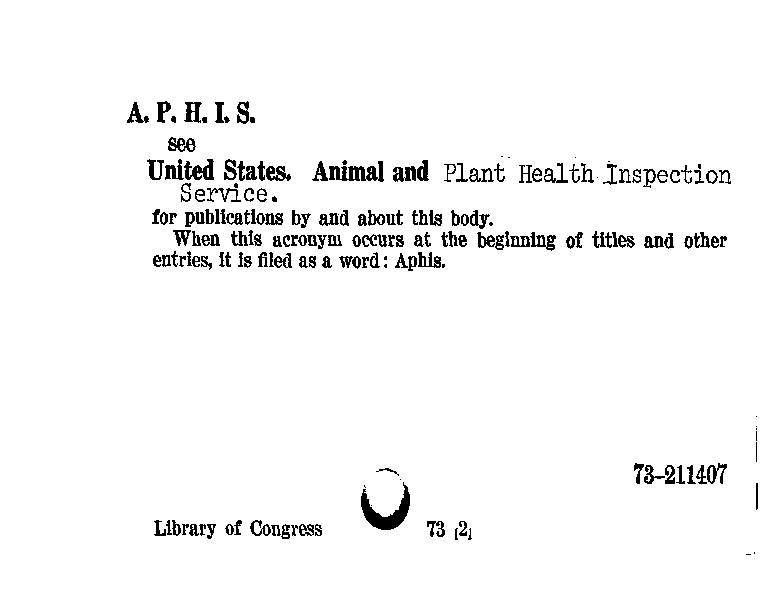 A. P. H. I. S.
see
United States. Animal and Plant Health Inspection
Service.
for publications by and about this body.
When this acronym occurs at the beginning of titles and other
entries, it is filed as a word: Aphis.
73-211407
Library of Congress 73 [2]